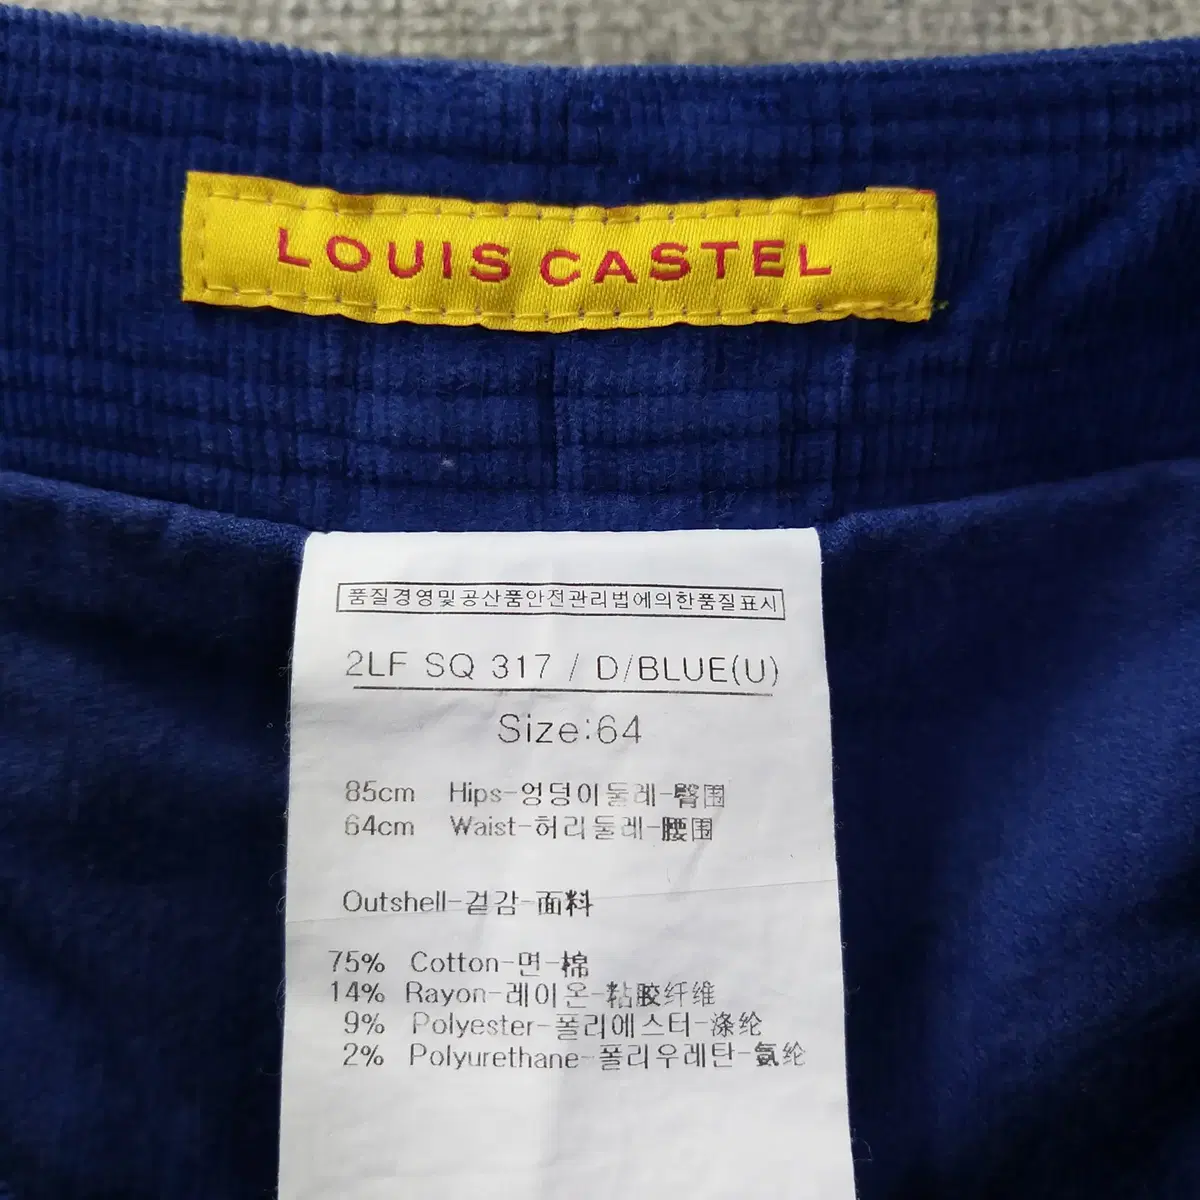 LOUIS CASTEL
품질경영및공산품안전관리법에의한품질표시
2LF SQ 317 / D/BLUE(U)
Size:64
85cm Hips-엉덩이둘레-臀围
64cm Waist-허리둘레-腰围
Outshell-겉감-面料
75% Cotton-면-棉
14% Rayon-레이온-粘胶纤维
9% Polyester-폴리에스터-涤纶
2% Polyurethane-폴리우레탄-氨纶